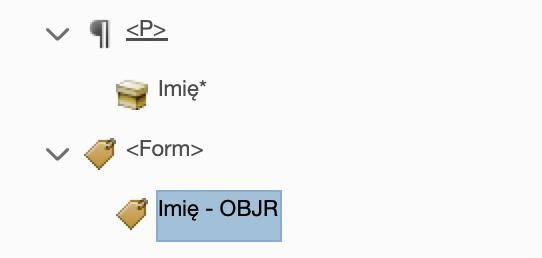 <P>
Imię*
<Form>
Imię - OBJR